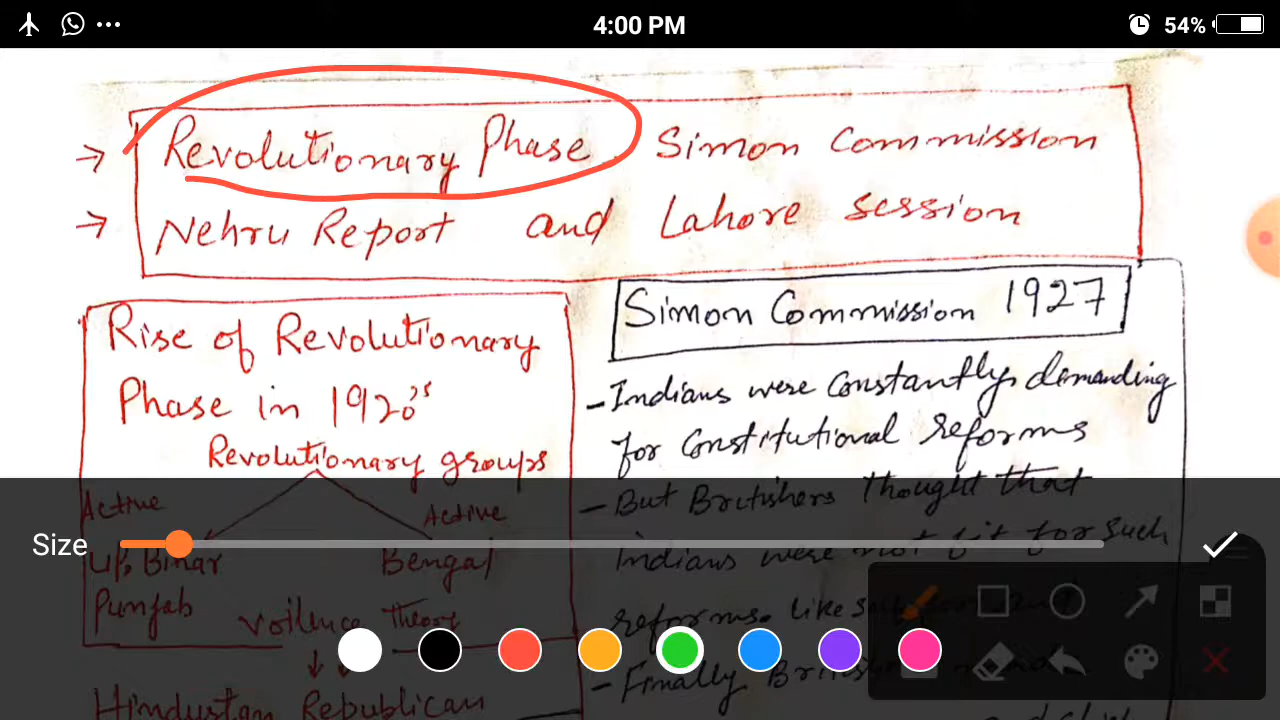 4:00 PM
54%
→ Revolutionary Phase Simon Commission
→ Nehru Report and Lahore session
Rise of Revolutionary
Phase in 1920's
Revolutionary groups
Active
Active
UP, Bihar
Bengal
Punjab
Voilence theory
Hindustan Republican
Simon Commission 1927
- Indians were constantly demanding
for constitutional reforms
- But Britishers thought that
indians were not fit for such
reforms. like
- Finally
Size